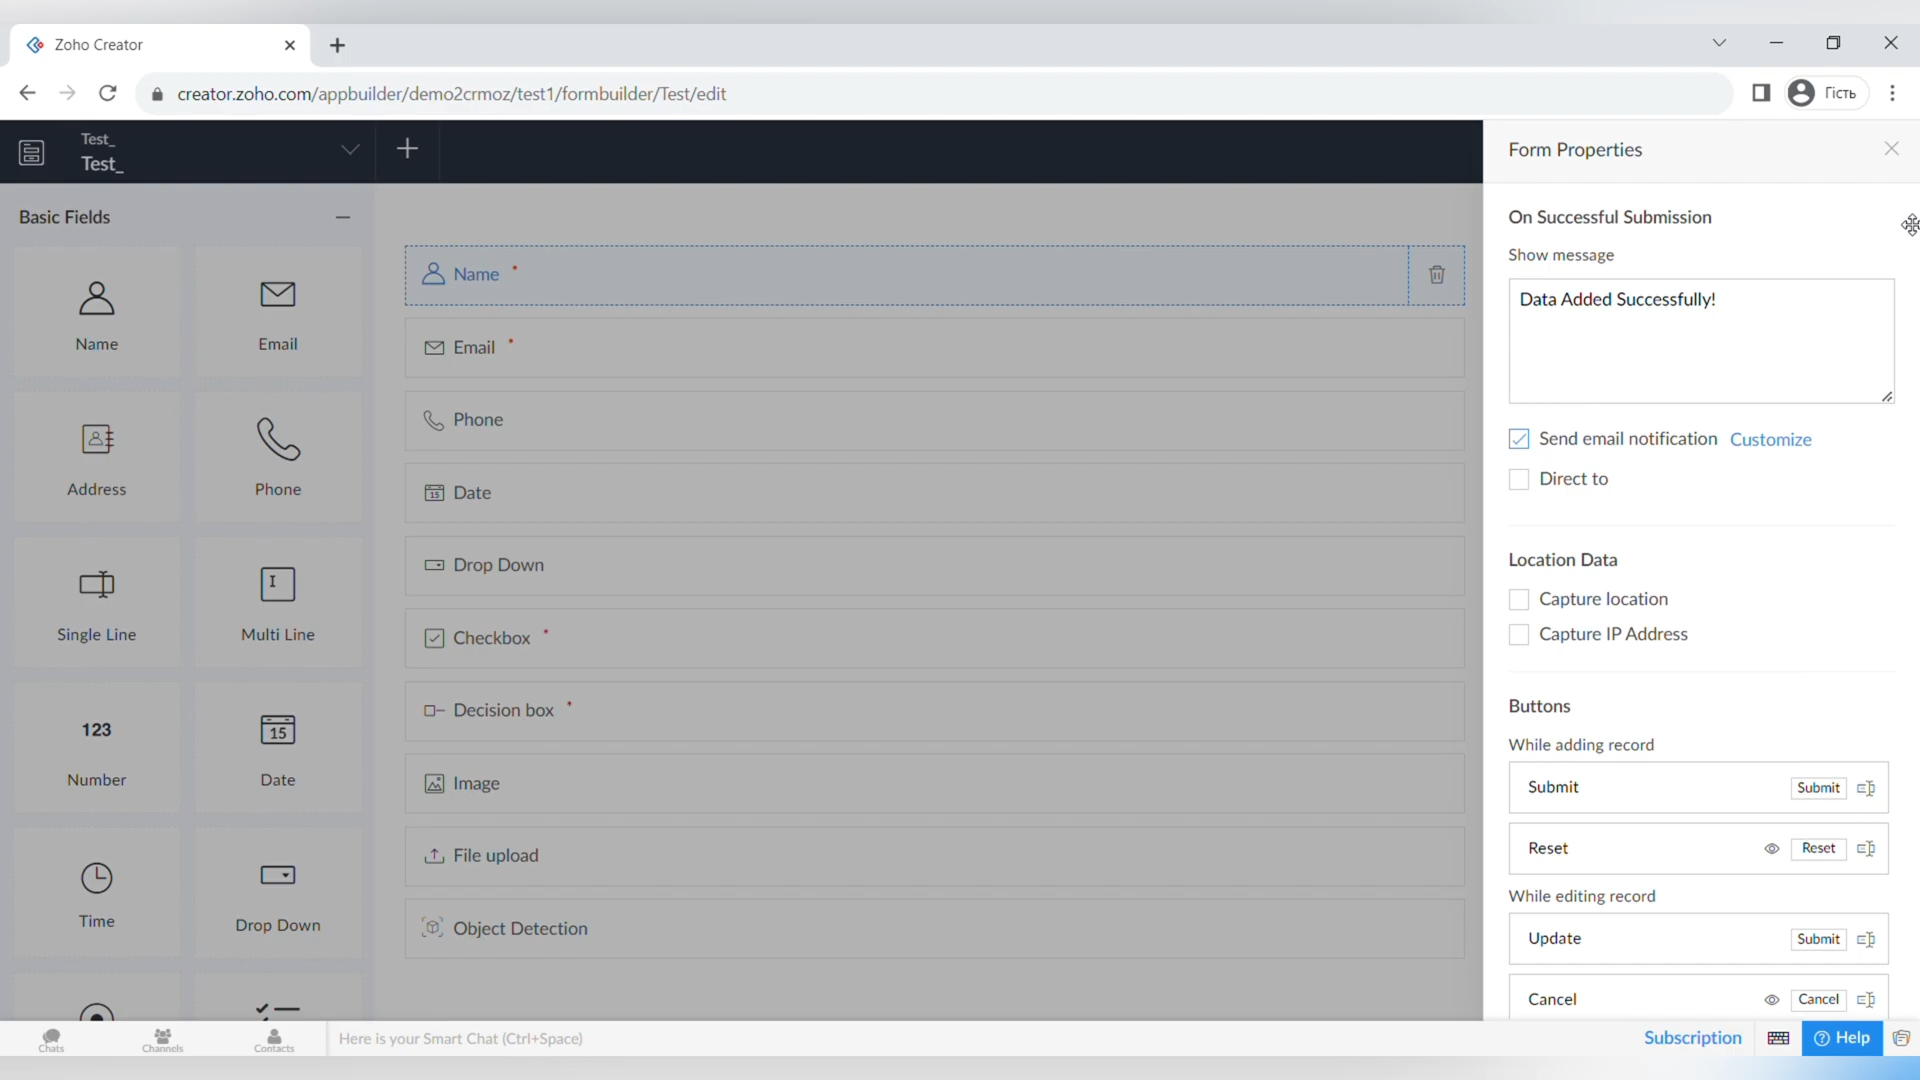 Zoho Creator
creator.zoho.com/appbuilder/demo2crmoz/test1/formbuilder/Test/edit
Гість
Test_
Test_
Basic Fields
Name
Email
Address
Phone
Single Line
Multi Line
123
Number
15
Date
Time
Drop Down
Name *
Email *
Phone
15 Date
Drop Down
Checkbox *
Decision box *
Image
File upload
Object Detection
Form Properties
On Successful Submission
Show message
Data Added Successfully!
Send email notification Customize
Direct to
Location Data
Capture location
Capture IP Address
Buttons
While adding record
Submit Submit
Reset Reset
While editing record
Update Submit
Cancel Cancel
Chats
Channels
Contacts
Here is your Smart Chat (Ctrl+Space)
Subscription
Help